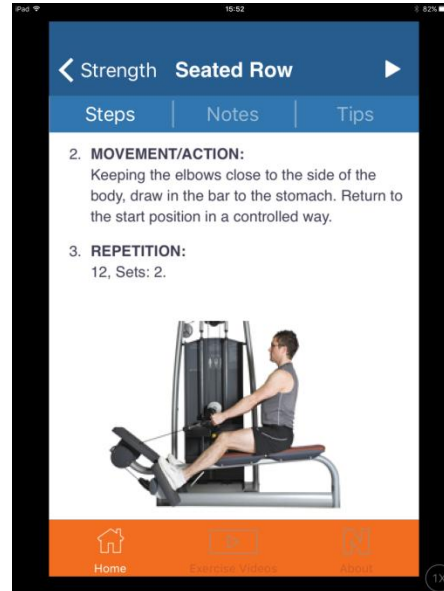 iPad 15:52 82%
Strength Seated Row
Steps Notes Tips
2. MOVEMENT/ACTION:
Keeping the elbows close to the side of the
body, draw in the bar to the stomach. Return to
the start position in a controlled way.
3. REPETITION:
12, Sets: 2.
Home Exercise Videos About
1X